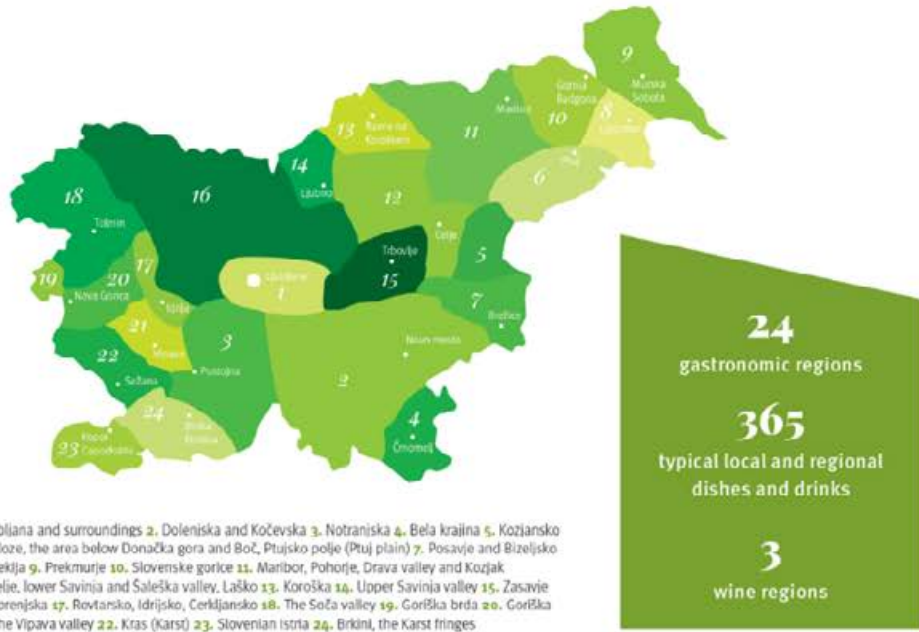 9
Murska
Sobota
Gornja
Radgona
10
8
Maribor
11
13
Ravne na
Koroškem
14
Ljubno
6
12
18
16
Tolmin
Celje
5
Trbovlje
15
Ljubljana
1
17
20
19
Nova Gorica
Idrija
7
Brežice
21
3
Novo mesto
22
Postojna
2
Sežana
24
4
Črnomelj
23
Koper
24
gastronomic regions
365
typical local and regional
dishes and drinks
3
wine regions
bljana and surroundings 2. Dolenjska and Kočevska 3. Notranjska 4. Bela krajina 5. Kozjansko
loze, the area below Donačka gora and Boč, Ptujsko polje (Ptuj plain) 7. Posavje and Bizeljsko
ekija 9. Prekmurje 10. Slovenske gorice 11. Maribor, Pohorje, Drava valley and Kozjak
elje, lower Savinja and Šaleška valley, Laško 13. Koroška 14. Upper Savinja valley 15. Zasavje
orenjska 17. Rovtarsko, Idrijsko, Cerkljansko 18. The Soča valley 19. Goriška brda 20. Goriška
he Vipava valley 22. Kras (Karst) 23. Slovenian Istria 24. Brkini, the Karst fringes